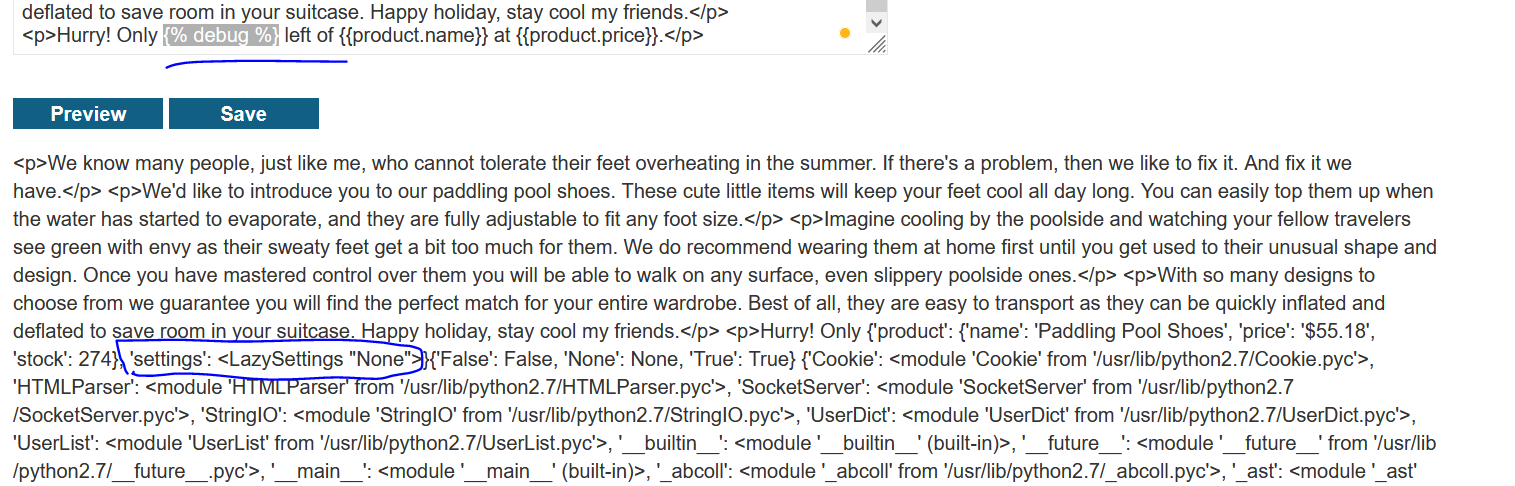 deflated to save room in your suitcase. Happy holiday, stay cool my friends.</p>
<p>Hurry! Only {% debug %} left of {{product.name}} at {{product.price}}.</p>
Preview Save
<p>We know many people, just like me, who cannot tolerate their feet overheating in the summer. If there's a problem, then we like to fix it. And fix it we
have.</p> <p>We'd like to introduce you to our paddling pool shoes. These cute little items will keep your feet cool all day long. You can easily top them up when
the water has started to evaporate, and they are fully adjustable to fit any foot size.</p> <p>Imagine cooling by the poolside and watching your fellow travelers
see green with envy as their sweaty feet get a bit too much for them. We do recommend wearing them at home first until you get used to their unusual shape and
design. Once you have mastered control over them you will be able to walk on any surface, even slippery poolside ones.</p> <p>With so many designs to
choose from we guarantee you will find the perfect match for your entire wardrobe. Best of all, they are easy to transport as they can be quickly inflated and
deflated to save room in your suitcase. Happy holiday, stay cool my friends.</p> <p>Hurry! Only {'product': {'name': 'Paddling Pool Shoes', 'price': '$55.18',
'stock': 274}, 'settings': <LazySettings "None">}{'False': False, 'None': None, 'True': True} {'Cookie': <module 'Cookie' from '/usr/lib/python2.7/Cookie.pyc'>,
'HTMLParser': <module 'HTMLParser' from '/usr/lib/python2.7/HTMLParser.pyc'>, 'SocketServer': <module 'SocketServer' from '/usr/lib/python2.7
/SocketServer.pyc'>, 'StringIO': <module 'StringIO' from '/usr/lib/python2.7/StringIO.pyc'>, 'UserDict': <module 'UserDict' from '/usr/lib/python2.7/UserDict.pyc'>,
'UserList': <module 'UserList' from '/usr/lib/python2.7/UserList.pyc'>, '__builtin__': <module '__builtin__' (built-in)>, '__future__': <module '__future__' from '/usr/lib
/python2.7/__future__.pyc'>, '__main__': <module '__main__' (built-in)>, '_abcoll': <module '_abcoll' from '/usr/lib/python2.7/_abcoll.pyc'>, '_ast': <module '_ast'